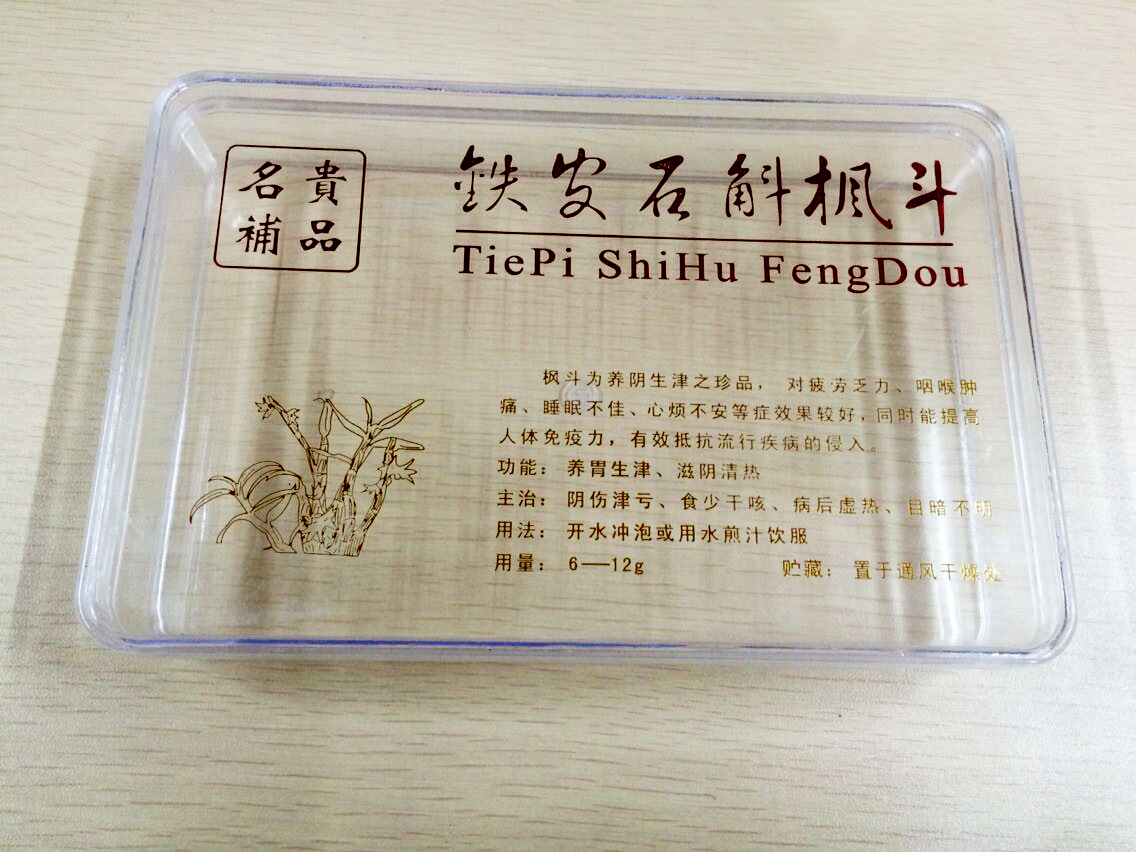 名貴
補品
鉄皮石斛枫斗
TiePi ShiHu FengDou
枫斗为养阴生津之珍品，对疲劳乏力、咽喉肿
痛、睡眠不佳、心烦不安等症效果较好，同时能提高
人体免疫力，有效抵抗流行疾病的侵入。
功能：养胃生津、滋阴清热
主治：阴伤津亏、食少干咳、病后虚热、目暗不明
用法：开水冲泡或用水煎汁饮服
用量：6——12g 贮藏：置于通风干燥处